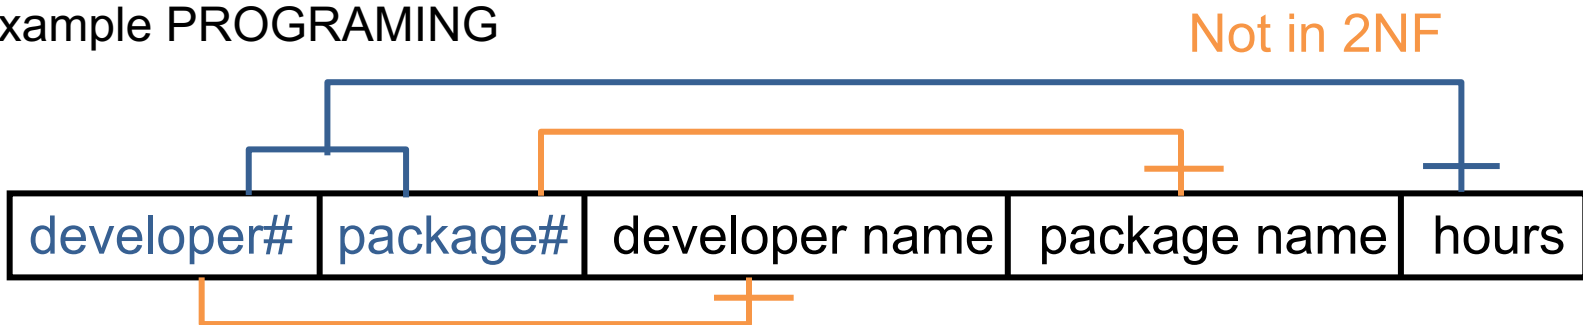 xample PROGRAMING
Not in 2NF
developer# package# developer name package name hours